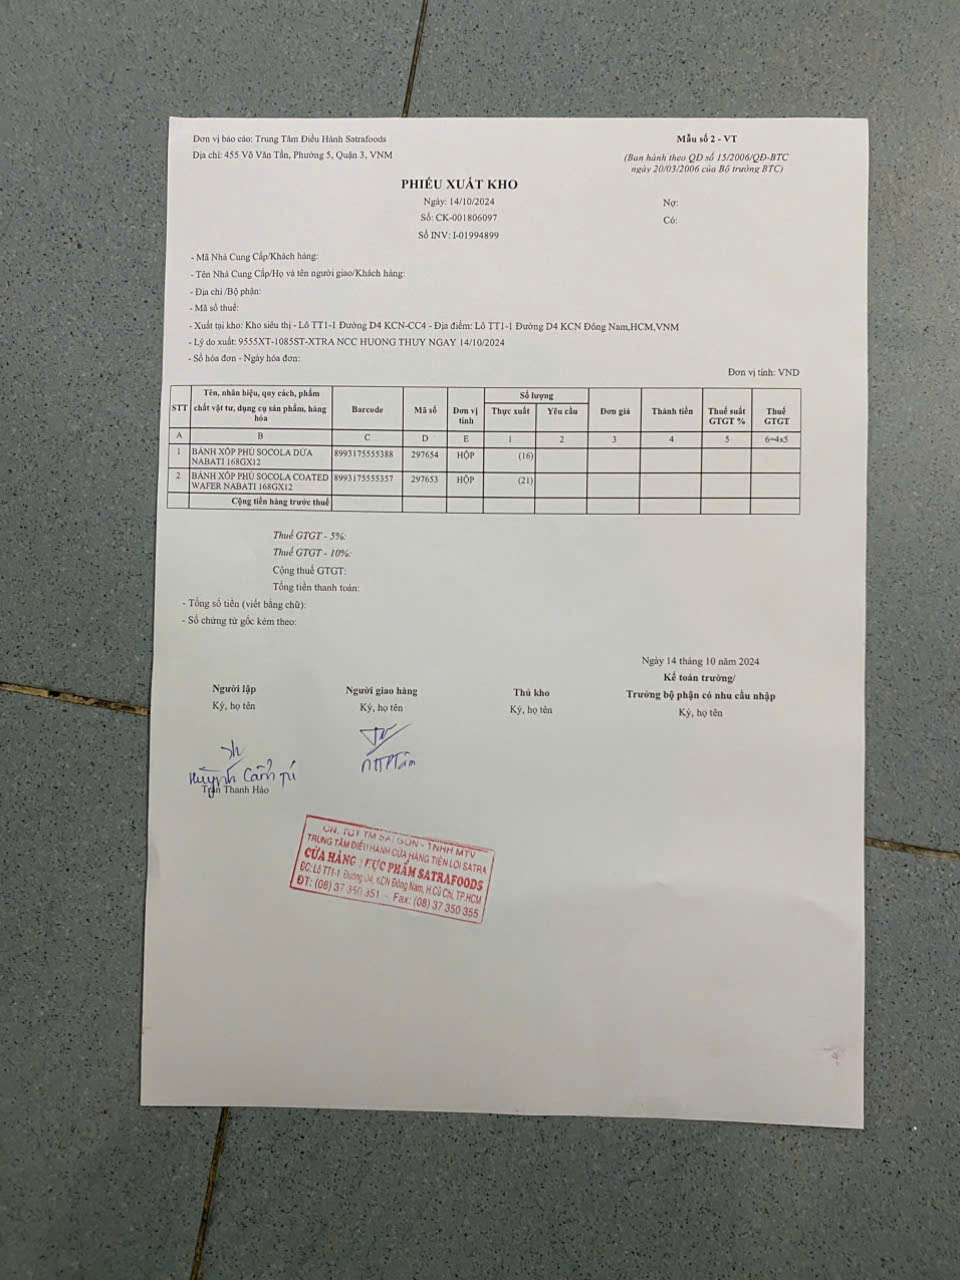 Đơn vị báo cáo: Trung Tâm Điều Hành Satrafoods
Địa chỉ: 455 Võ Văn Tần, Phường 5, Quận 3, VNM
Mẫu số 2 - VT
(Ban hành theo QĐ số 15/2006/QĐ-BTC
ngày 20/03/2006 của Bộ trưởng BTC)
PHIẾU XUẤT KHO
Ngày: 14/10/2024
Số: CK-001806097
Số INV: I-01994899
Nợ:
Có:
- Mã Nhà Cung Cấp/Khách hàng:
- Tên Nhà Cung Cấp/Họ và tên người giao/Khách hàng:
- Địa chỉ /Bộ phận:
- Mã số thuế:
- Xuất tại kho: Kho siêu thị - Lô TT1-1 Đường D4 KCN-CC4 - Địa điểm: Lô TT1-1 Đường D4 KCN Đông Nam,HCM,VNM
- Lý do xuất: 9555XT-1085ST-XTRA NCC HUONG THUY NGAY 14/10/2024
- Số hóa đơn - Ngày hóa đơn:
Đơn vị tính: VND
STT Tên, nhãn hiệu, quy cách, phẩm chất vật tư, dụng cụ sản phẩm, hàng hóa Barcode Mã số Đơn vị tính Số lượng Thực xuất Yêu cầu Đơn giá Thành tiền Thuế suất GTGT % Thuế GTGT
A B C D E 1 2 3 4 5 6=4x5
1 BÁNH XỐP PHỦ SOCOLA DỪA NABATI 168GX12 8993175555388 297654 HỘP (16)
2 BÁNH XỐP PHỦ SOCOLA COATED WAFER NABATI 168GX12 8993175555357 297653 HỘP (21)
Cộng tiền hàng trước thuế
Thuế GTGT - 5%:
Thuế GTGT - 10%:
Cộng thuế GTGT:
Tổng tiền thanh toán:
- Tổng số tiền (viết bằng chữ):
- Số chứng từ gốc kèm theo:
Ngày 14 tháng 10 năm 2024
Người lập
Người giao hàng
Thủ kho
Kế toán trưởng/
Trưởng bộ phận có nhu cầu nhập
Ký, họ tên
Ký, họ tên
Ký, họ tên
Ký, họ tên
Huỳnh Cẩm
Trần Thanh Hảo
CN. TCT TM SAIGON - TNHH MTV
TRUNG TÂM ĐIỀU HÀNH CỬA HÀNG TIỆN LỢI SATRA
CỬA HÀNG PHẨM SATRAFOODS
ĐC: Lô TT1-1 Đường D4, KCN Đông Nam, H.Củ Chi, TP.HCM
ĐT: (08) 37 350 351 - Fax: (08) 37 350 355